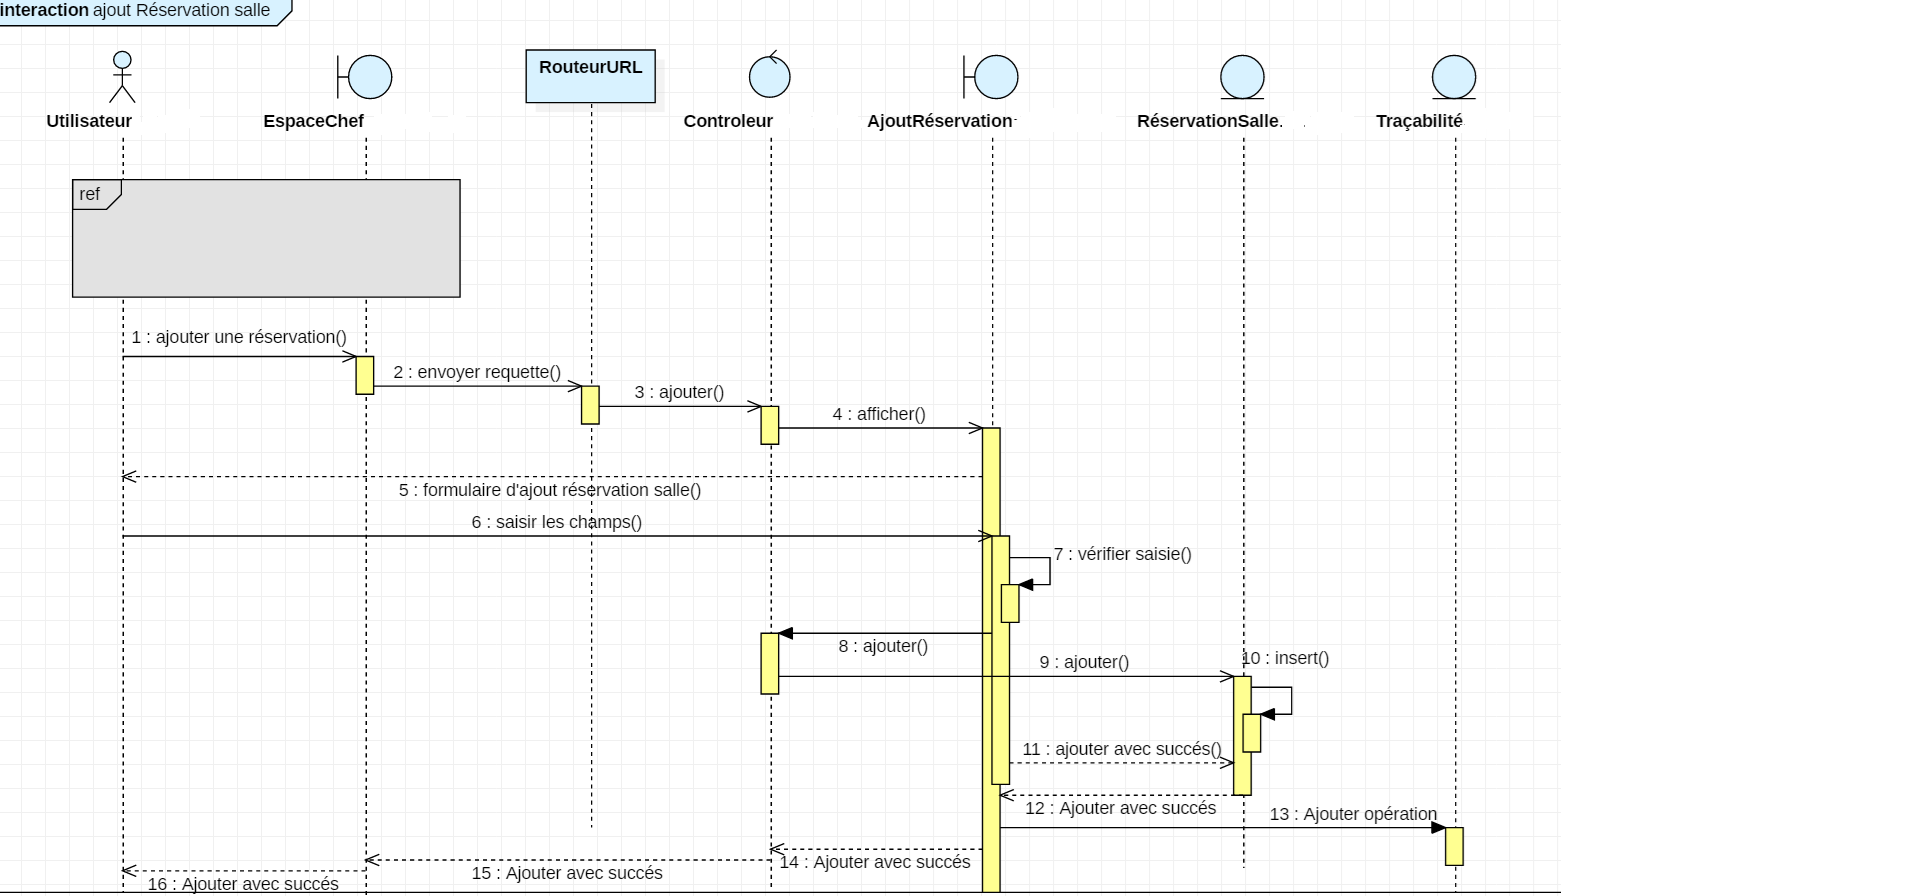 interaction ajout Réservation salle
Utilisateur
EspaceChef
RouteurURL
Controleur
AjoutRéservation
RéservationSalle.
Traçabilité
ref
1 : ajouter une réservation()
2 : envoyer requette()
3 : ajouter()
4 : afficher()
5 : formulaire d'ajout réservation salle()
6 : saisir les champs()
7 : vérifier saisie()
8 : ajouter()
9 : ajouter()
10 : insert()
11 : ajouter avec succés()
12 : Ajouter avec succés
13 : Ajouter opération
14 : Ajouter avec succés
15 : Ajouter avec succés
16 : Ajouter avec succés